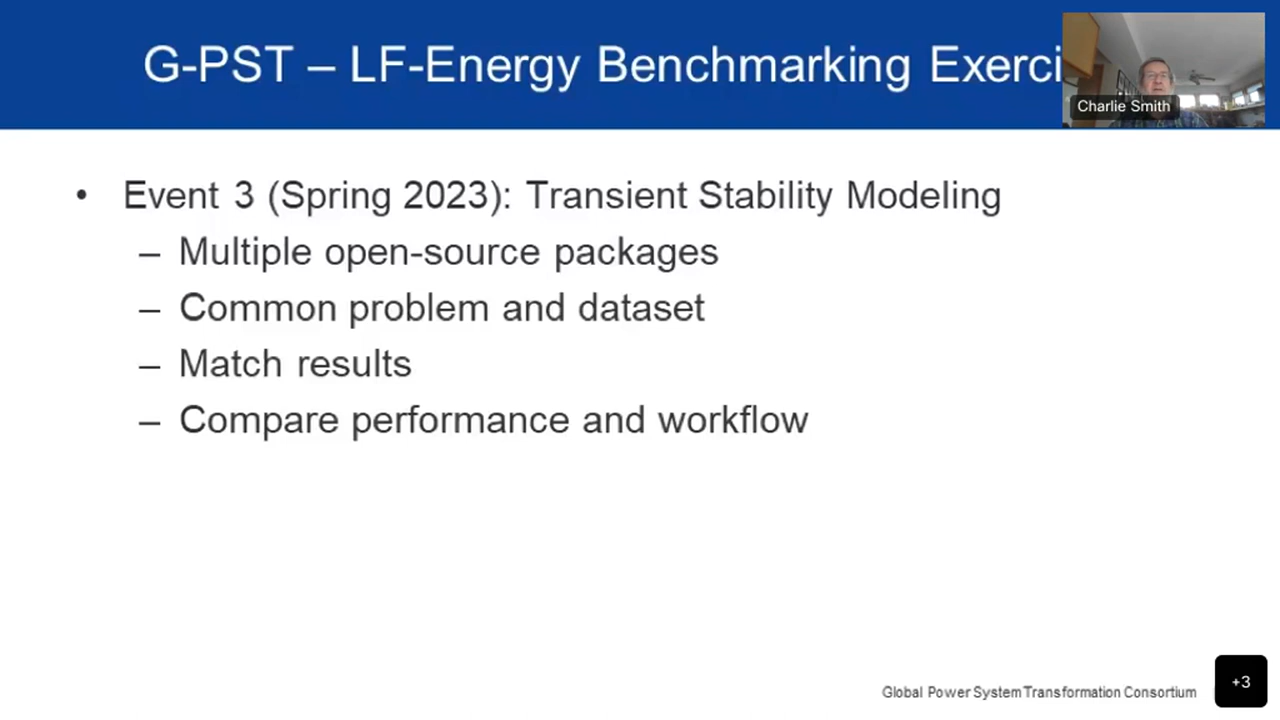 G-PST – LF-Energy Benchmarking Exerci
Charlie Smith
• Event 3 (Spring 2023): Transient Stability Modeling
– Multiple open-source packages
– Common problem and dataset
– Match results
– Compare performance and workflow
Global Power System Transformation Consortium
+3